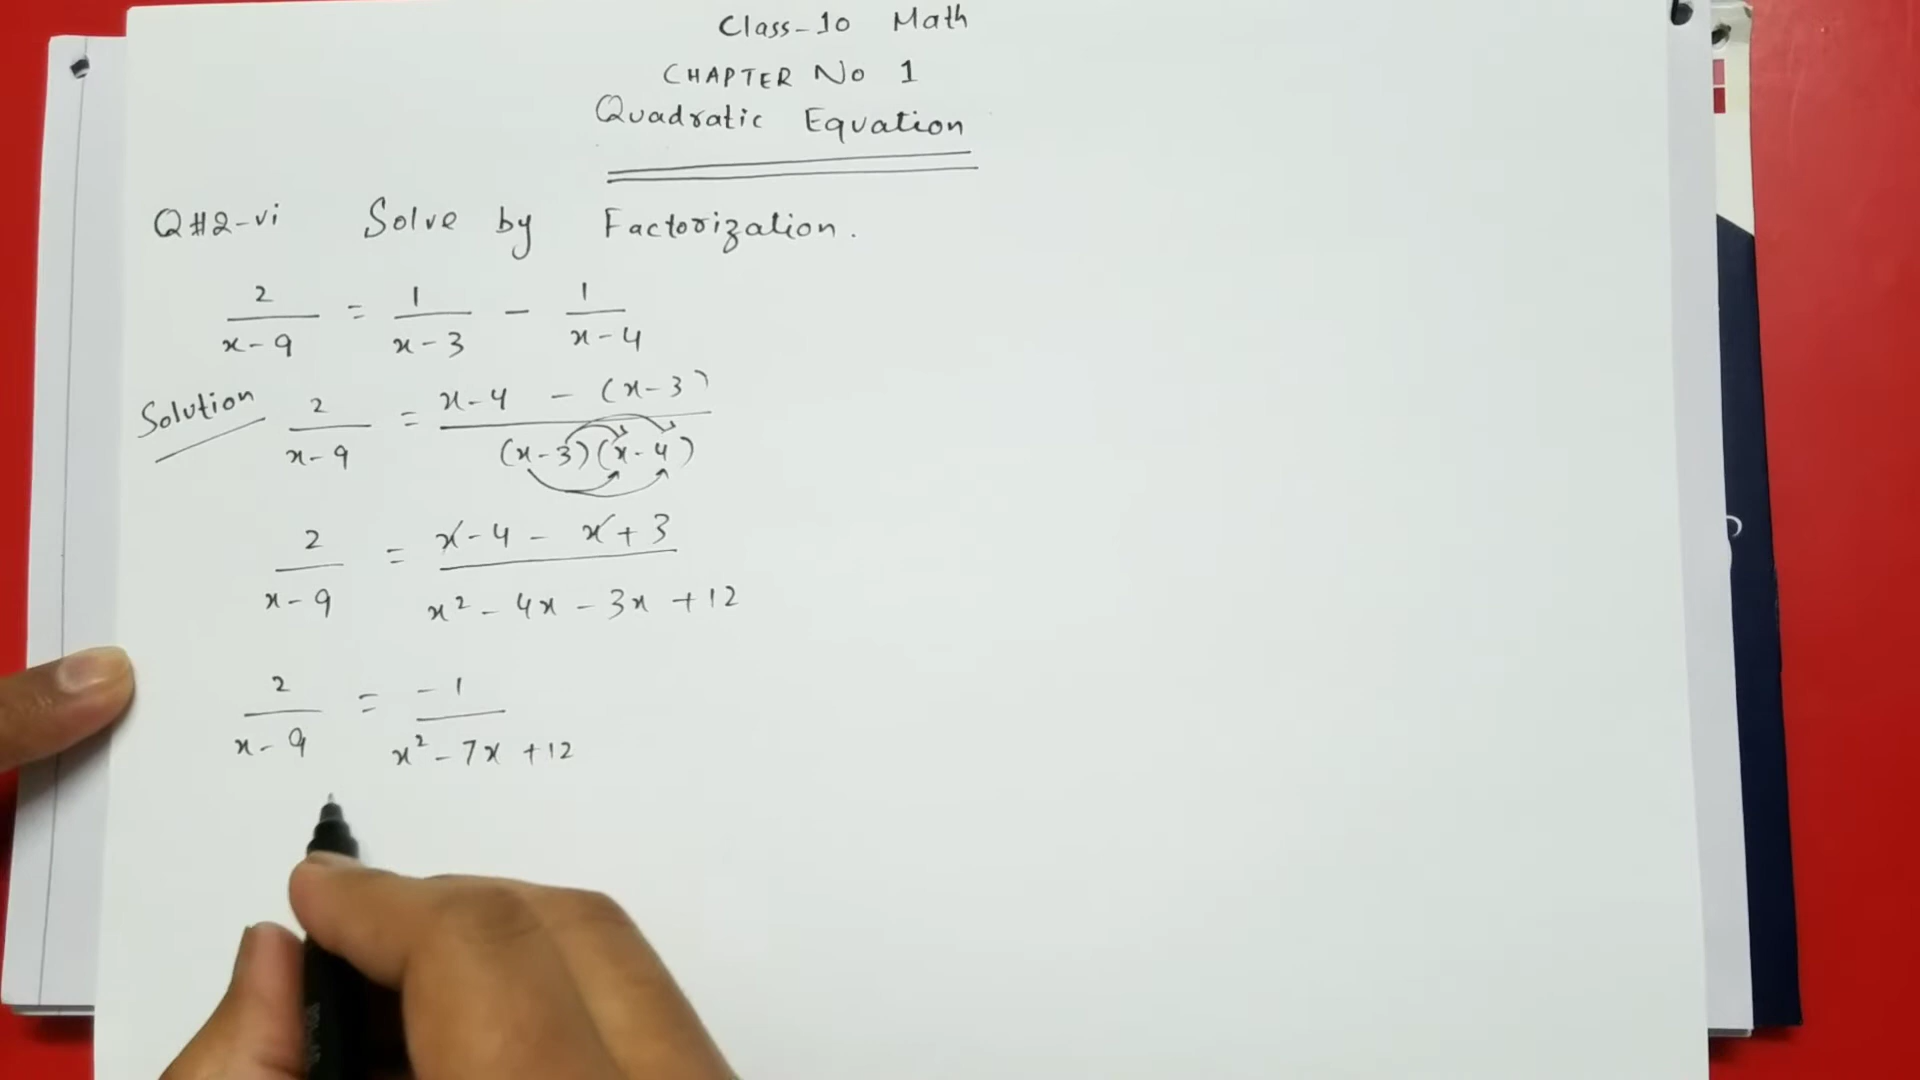 Class-10 Math
CHAPTER No 1
Quadratic Equation
Q#2-vi Solve by Factorization.
2/(x-9) = 1/(x-3) - 1/(x-4)
Solution 2/(x-9) = (x-4 - (x-3))/((x-3)(x-4))
2/(x-9) = (x-4 - x+3)/(x² - 4x - 3x + 12)
2/(x-9) = -1/(x² - 7x + 12)